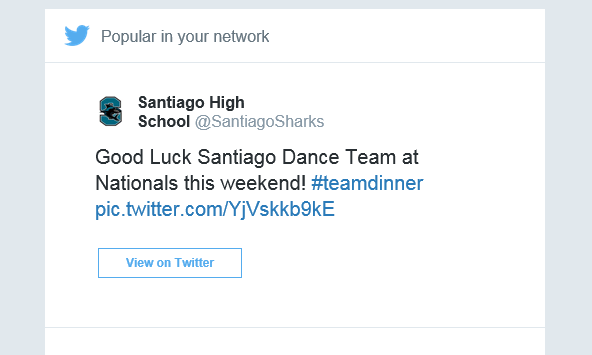 Popular in your network
Santiago High
School @SantiagoSharks
Good Luck Santiago Dance Team at
Nationals this weekend! #teamdinner
pic.twitter.com/YjVskkb9kE
View on Twitter